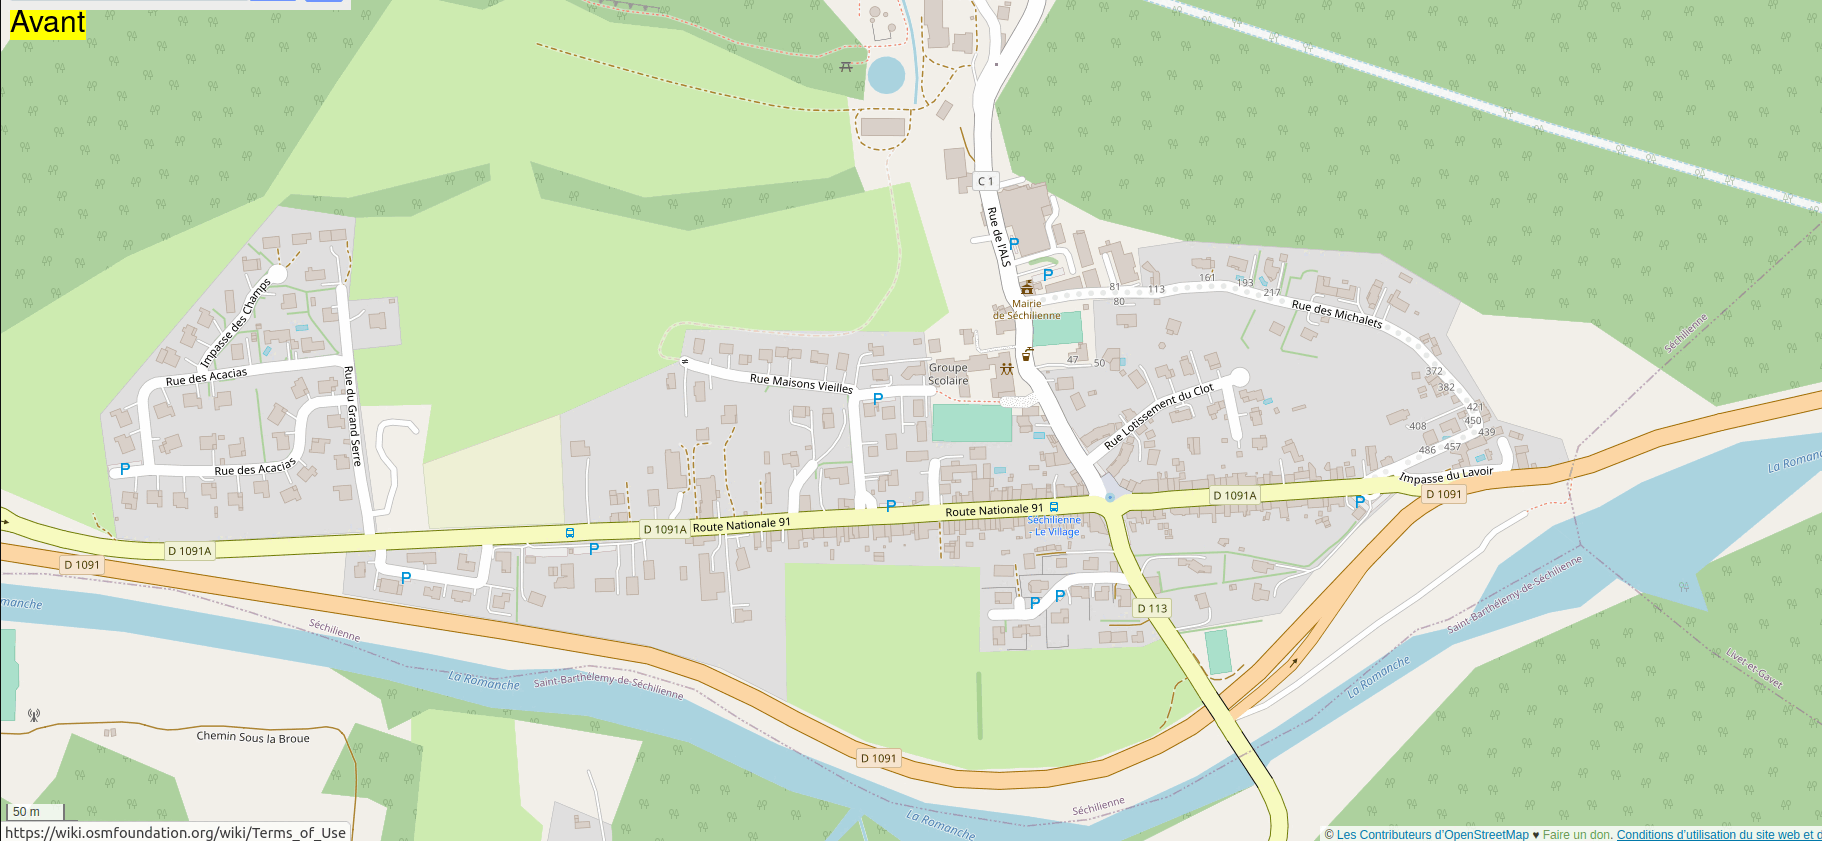 Avant
C 1
Rue de l'ALS
P
P
Mairie
de Séchilienne
81
80
113
161
193
217
Rue des Michalets
Séchilienne
Impasse des Champs
Rue des Acacias
Rue du Grand Serre
Rue Maisons Vieilles
P
Groupe
Scolaire
47
50
Rue Lotissement du Clot
372
382
421
450
439
408
457
486
P
Rue des Acacias
Impasse du Lavoir
La Romanc
D 1091
D 1091A
P
P
Route Nationale 91
Séchilienne
- Le Village
D 1091A
Route Nationale 91
D 1091A
P
D 1091
P
P
P
D 113
manche
Séchilienne
La Romanche
Saint-Barthélemy-de-Séchilienne
Saint-Barthélemy-de-Séchilienne
La Romanche
Livet-et-Gavet
Chemin Sous la Broue
D 1091
Séchilienne
La Romanche
50 m
https://wiki.osmfoundation.org/wiki/Terms_of_Use
© Les Contributeurs d'OpenStreetMap ♥ Faire un don. Conditions d'utilisation du site web et d